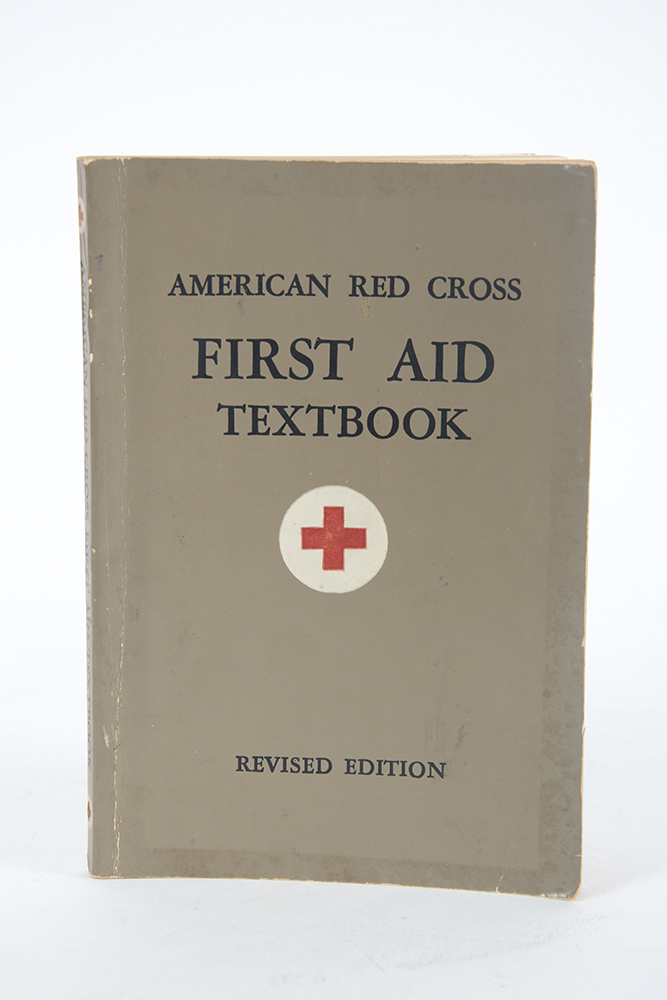 AMERICAN RED CROSS
FIRST AID
TEXTBOOK
REVISED EDITION